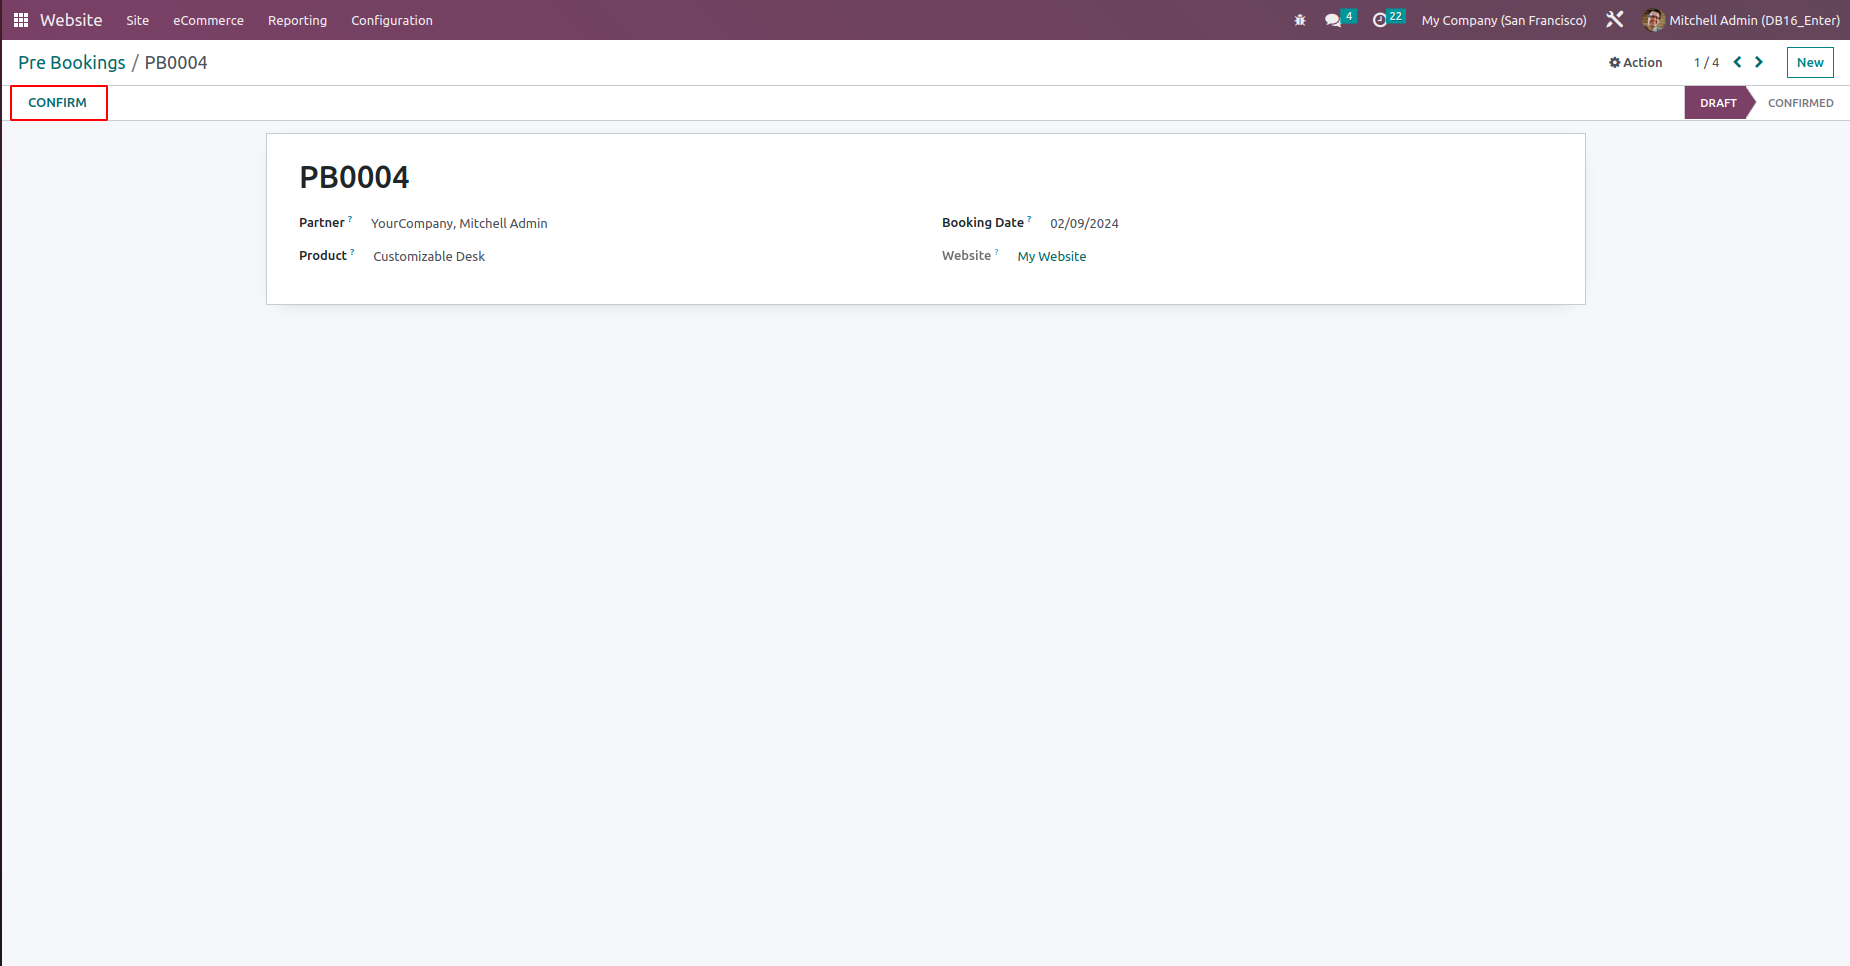 Website Site eCommerce Reporting Configuration 4 22 My Company (San Francisco) Mitchell Admin (DB16_Enter)
Pre Bookings / PB0004 Action 1 / 4 New
CONFIRM DRAFT CONFIRMED
PB0004
Partner ? YourCompany, Mitchell Admin Booking Date ? 02/09/2024
Product ? Customizable Desk Website ? My Website